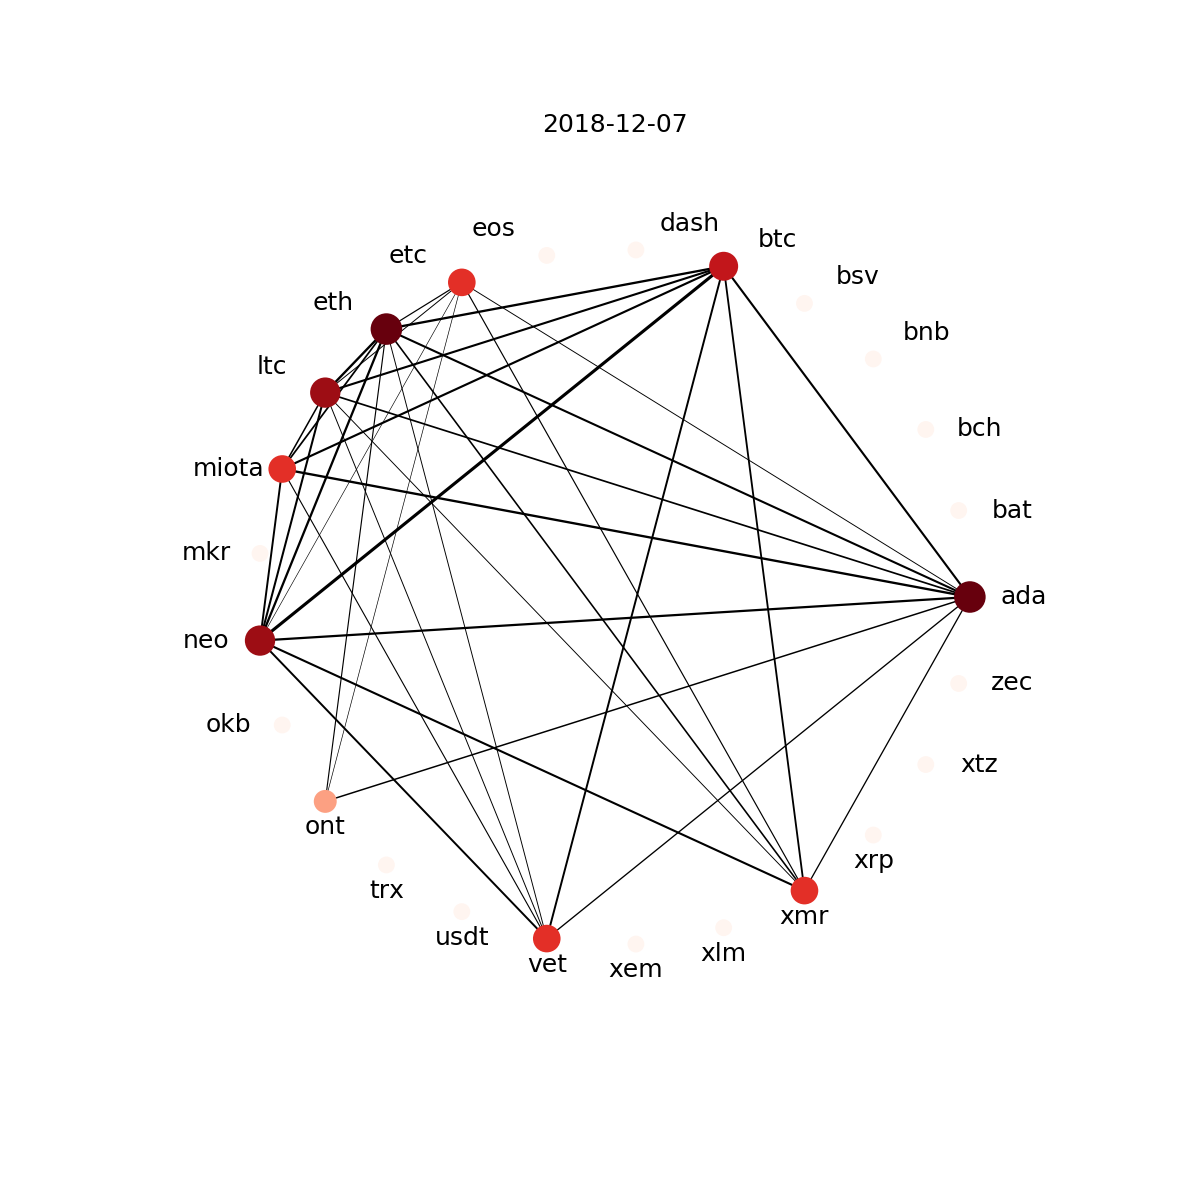 2018-12-07
dash
eos
btc
etc
bsv
eth
bnb
ltc
bch
miota
bat
mkr
ada
neo
zec
okb
xtz
ont
xrp
trx
xmr
usdt
xlm
vet
xem